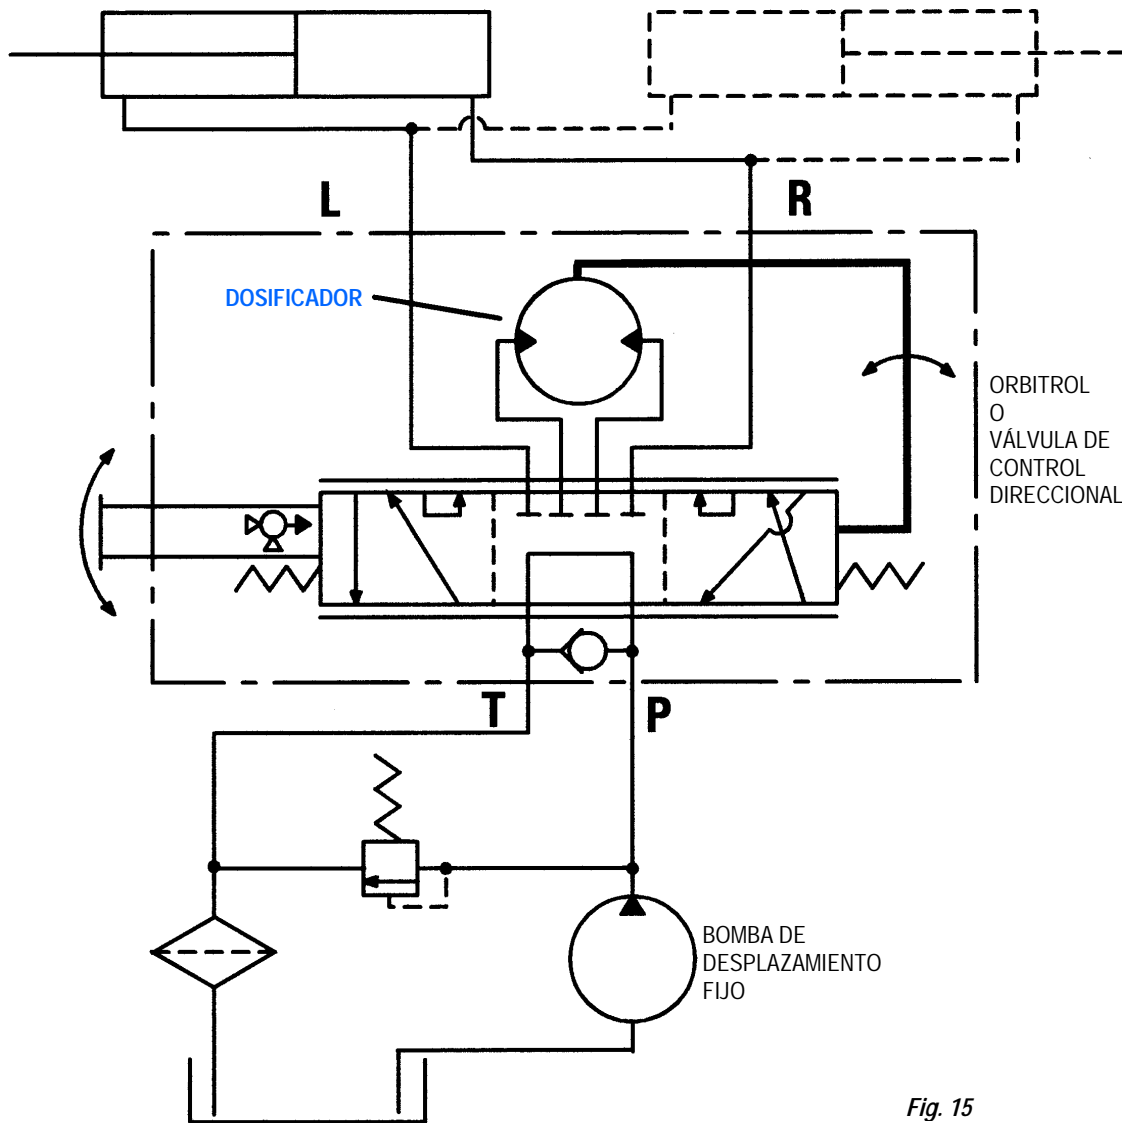 L
R
DOSIFICADOR
ORBITROL
O
VÁLVULA DE
CONTROL
DIRECCIONAL
T
P
BOMBA DE
DESPLAZAMIENTO
FIJO
Fig. 15